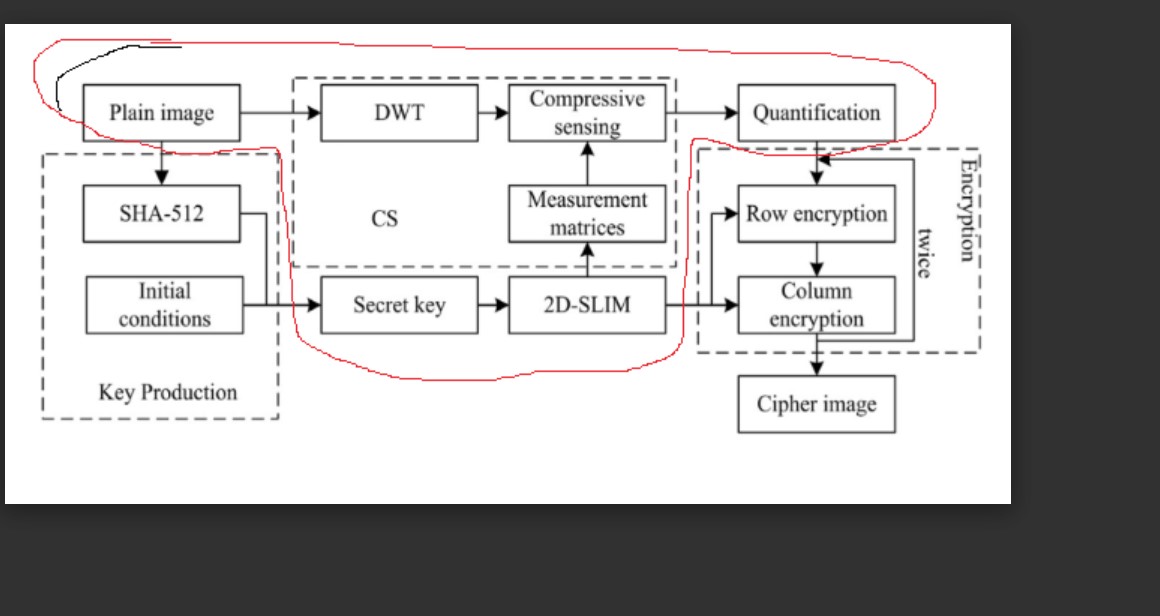 Plain image
DWT
Compressive
sensing
Quantification
SHA-512
CS
Measurement
matrices
Row encryption
Encryption
twice
Initial
conditions
Secret key
2D-SLIM
Column
encryption
Key Production
Cipher image